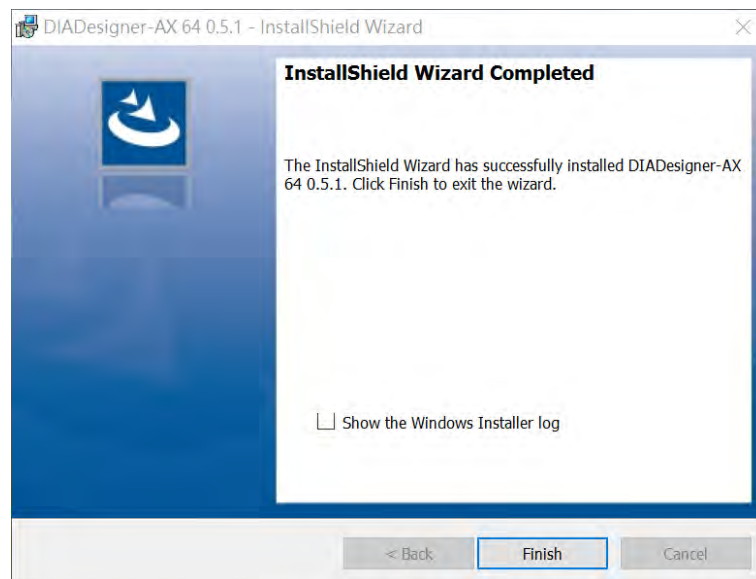 DIADesigner-AX 64 0.5.1 - InstallShield Wizard
InstallShield Wizard Completed
The InstallShield Wizard has successfully installed DIADesigner-AX
64 0.5.1. Click Finish to exit the wizard.
Show the Windows Installer log
< Back
Finish
Cancel